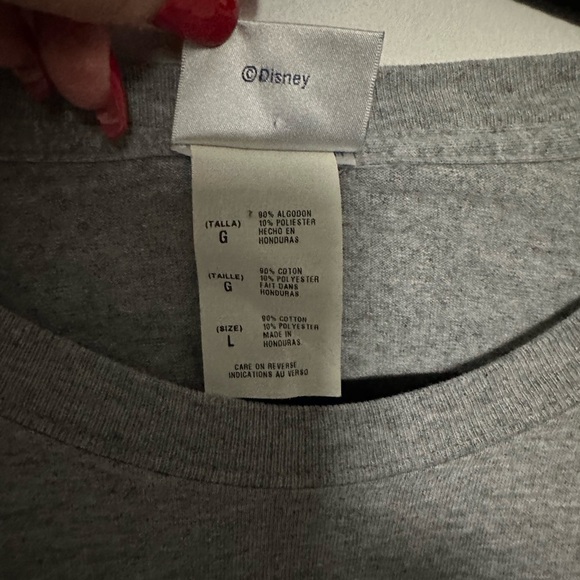 ©Disney
(TALLA) G
90% ALGODON
10% POLIESTER
HECHO EN
HONDURAS
(TAILLE) G
90% COTON
10% POLYESTER
FAIT DANS
HONDURAS
(SIZE) L
90% COTTON
10% POLYESTER
MADE IN
HONDURAS
CARE ON REVERSE
INDICATIONS AU VERSO